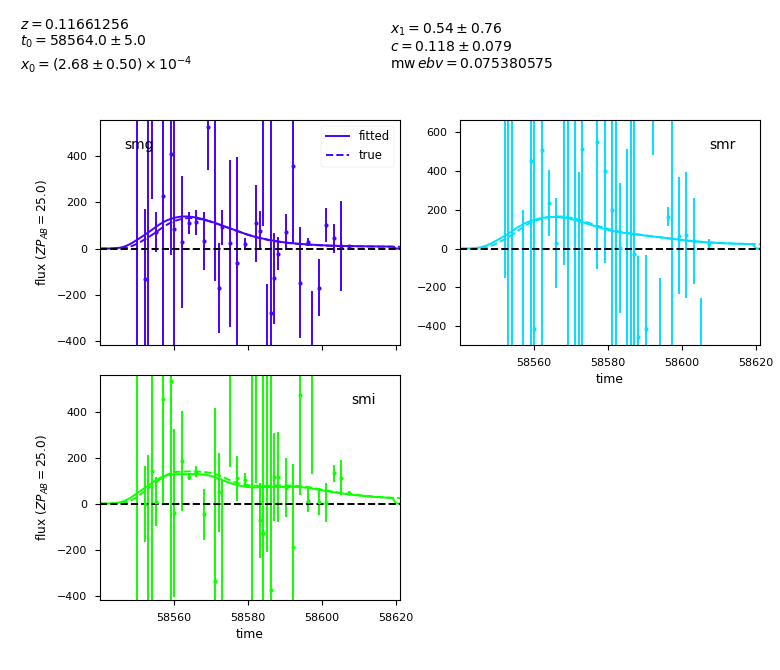 z = 0.11661256
t₀ = 58564.0 ± 5.0
x₀ = (2.68 ± 0.50) × 10⁻⁴
x₁ = 0.54 ± 0.76
c = 0.118 ± 0.079
mw ebv = 0.075380575
smg
fitted
true
400
200
0
−200
−400
flux (ZP_AB = 25.0)
smr
600
400
200
0
−200
−400
58560 58580 58600 58620
time
smi
400
200
0
−200
−400
flux (ZP_AB = 25.0)
58560 58580 58600 58620
time